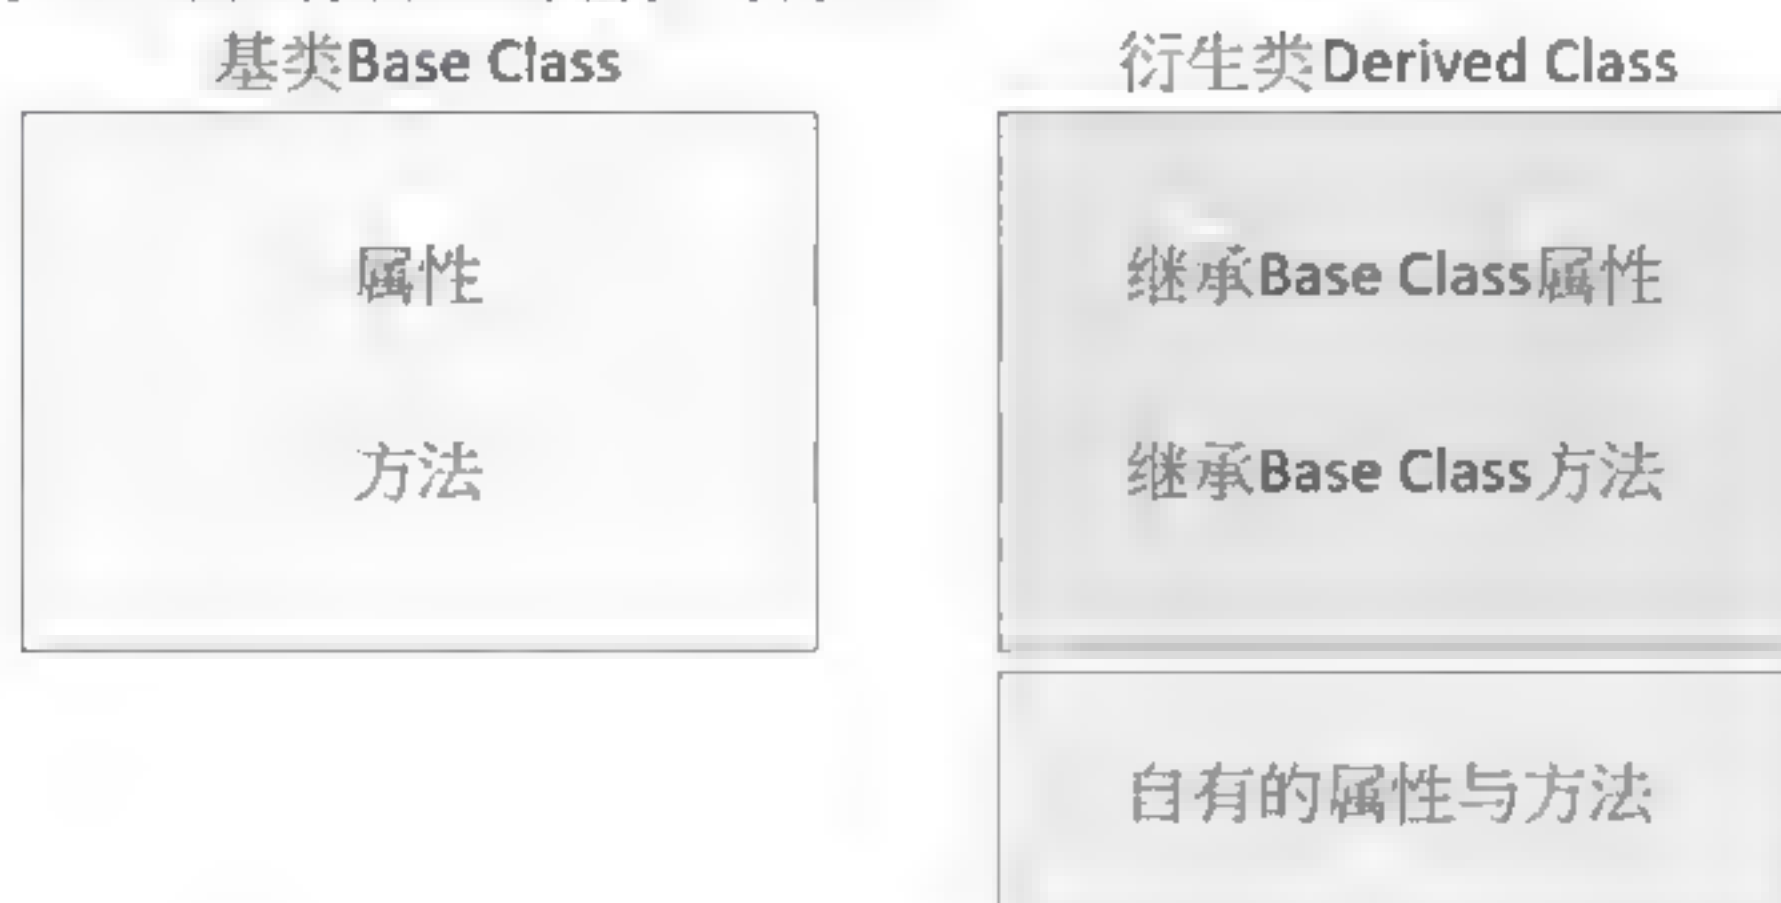 基类Base Class
属性
方法
衍生类Derived Class
继承Base Class属性
继承Base Class方法
自有的属性与方法